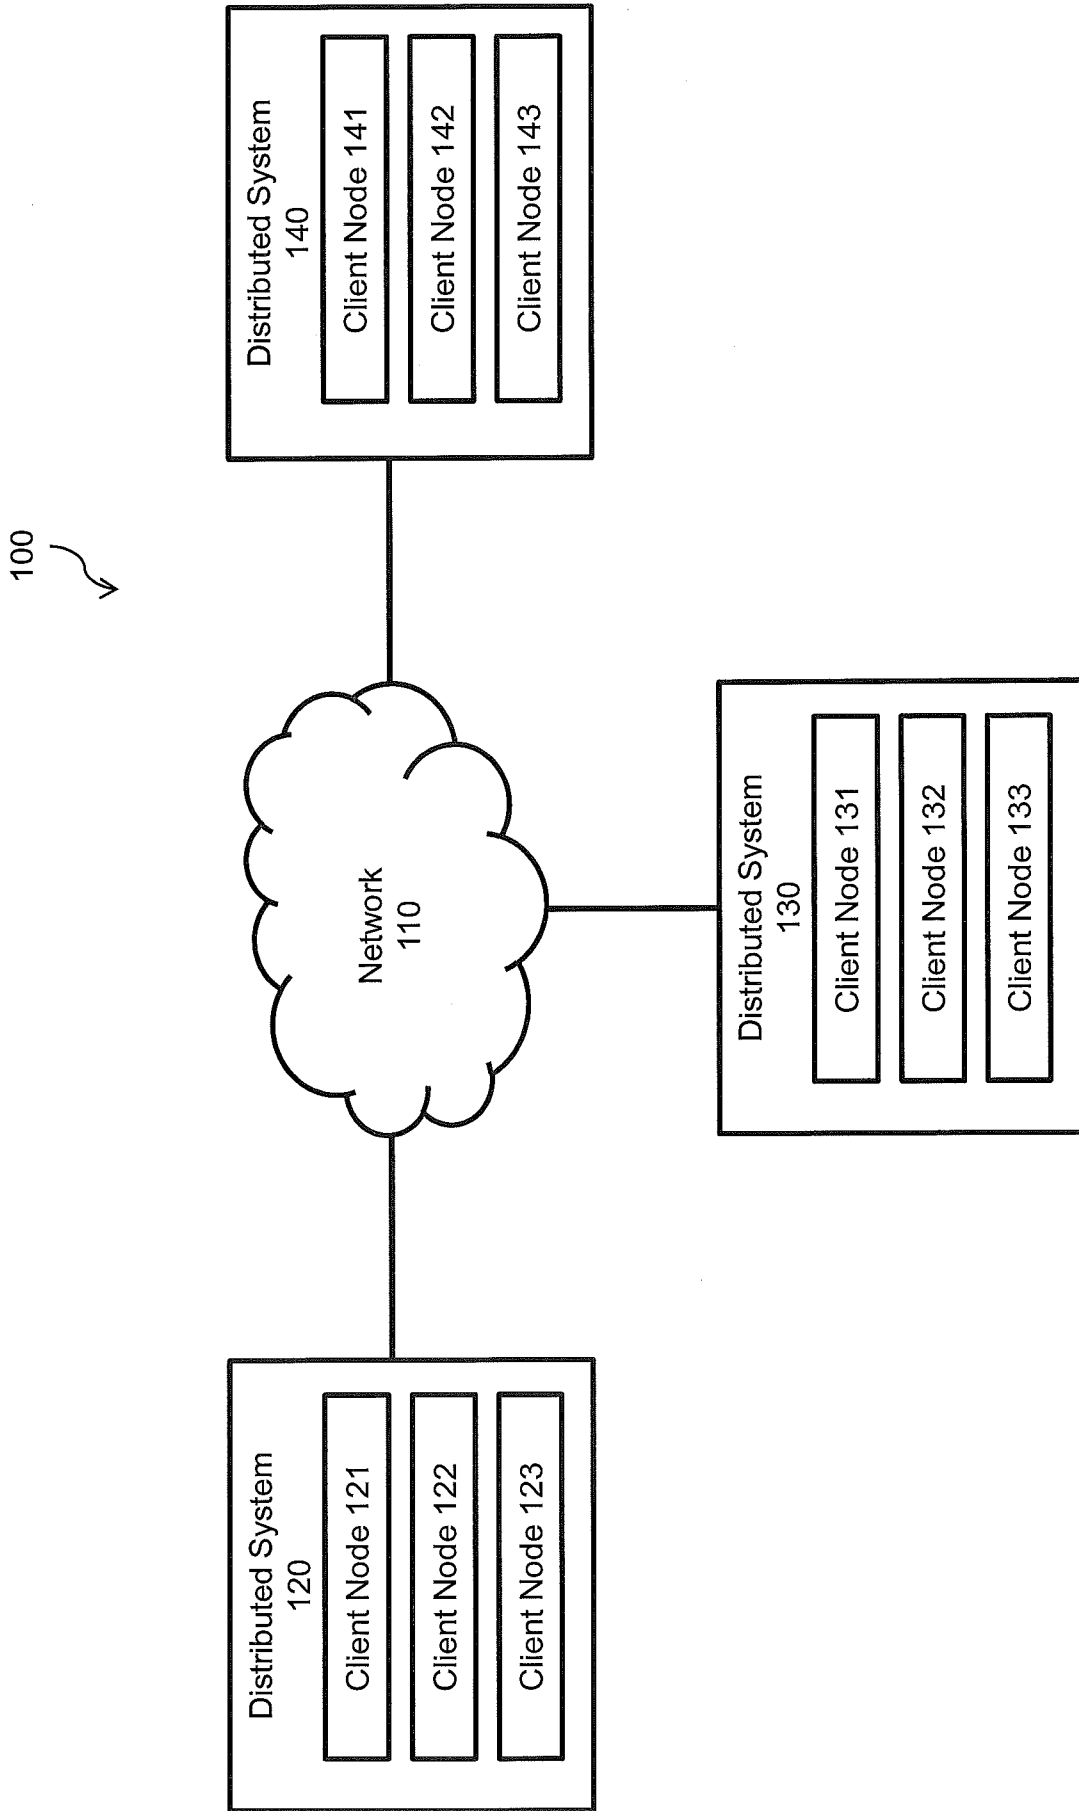 100
Distributed System
120
Client Node 121
Client Node 122
Client Node 123
Network
110
Distributed System
140
Client Node 141
Client Node 142
Client Node 143
Distributed System
130
Client Node 131
Client Node 132
Client Node 133